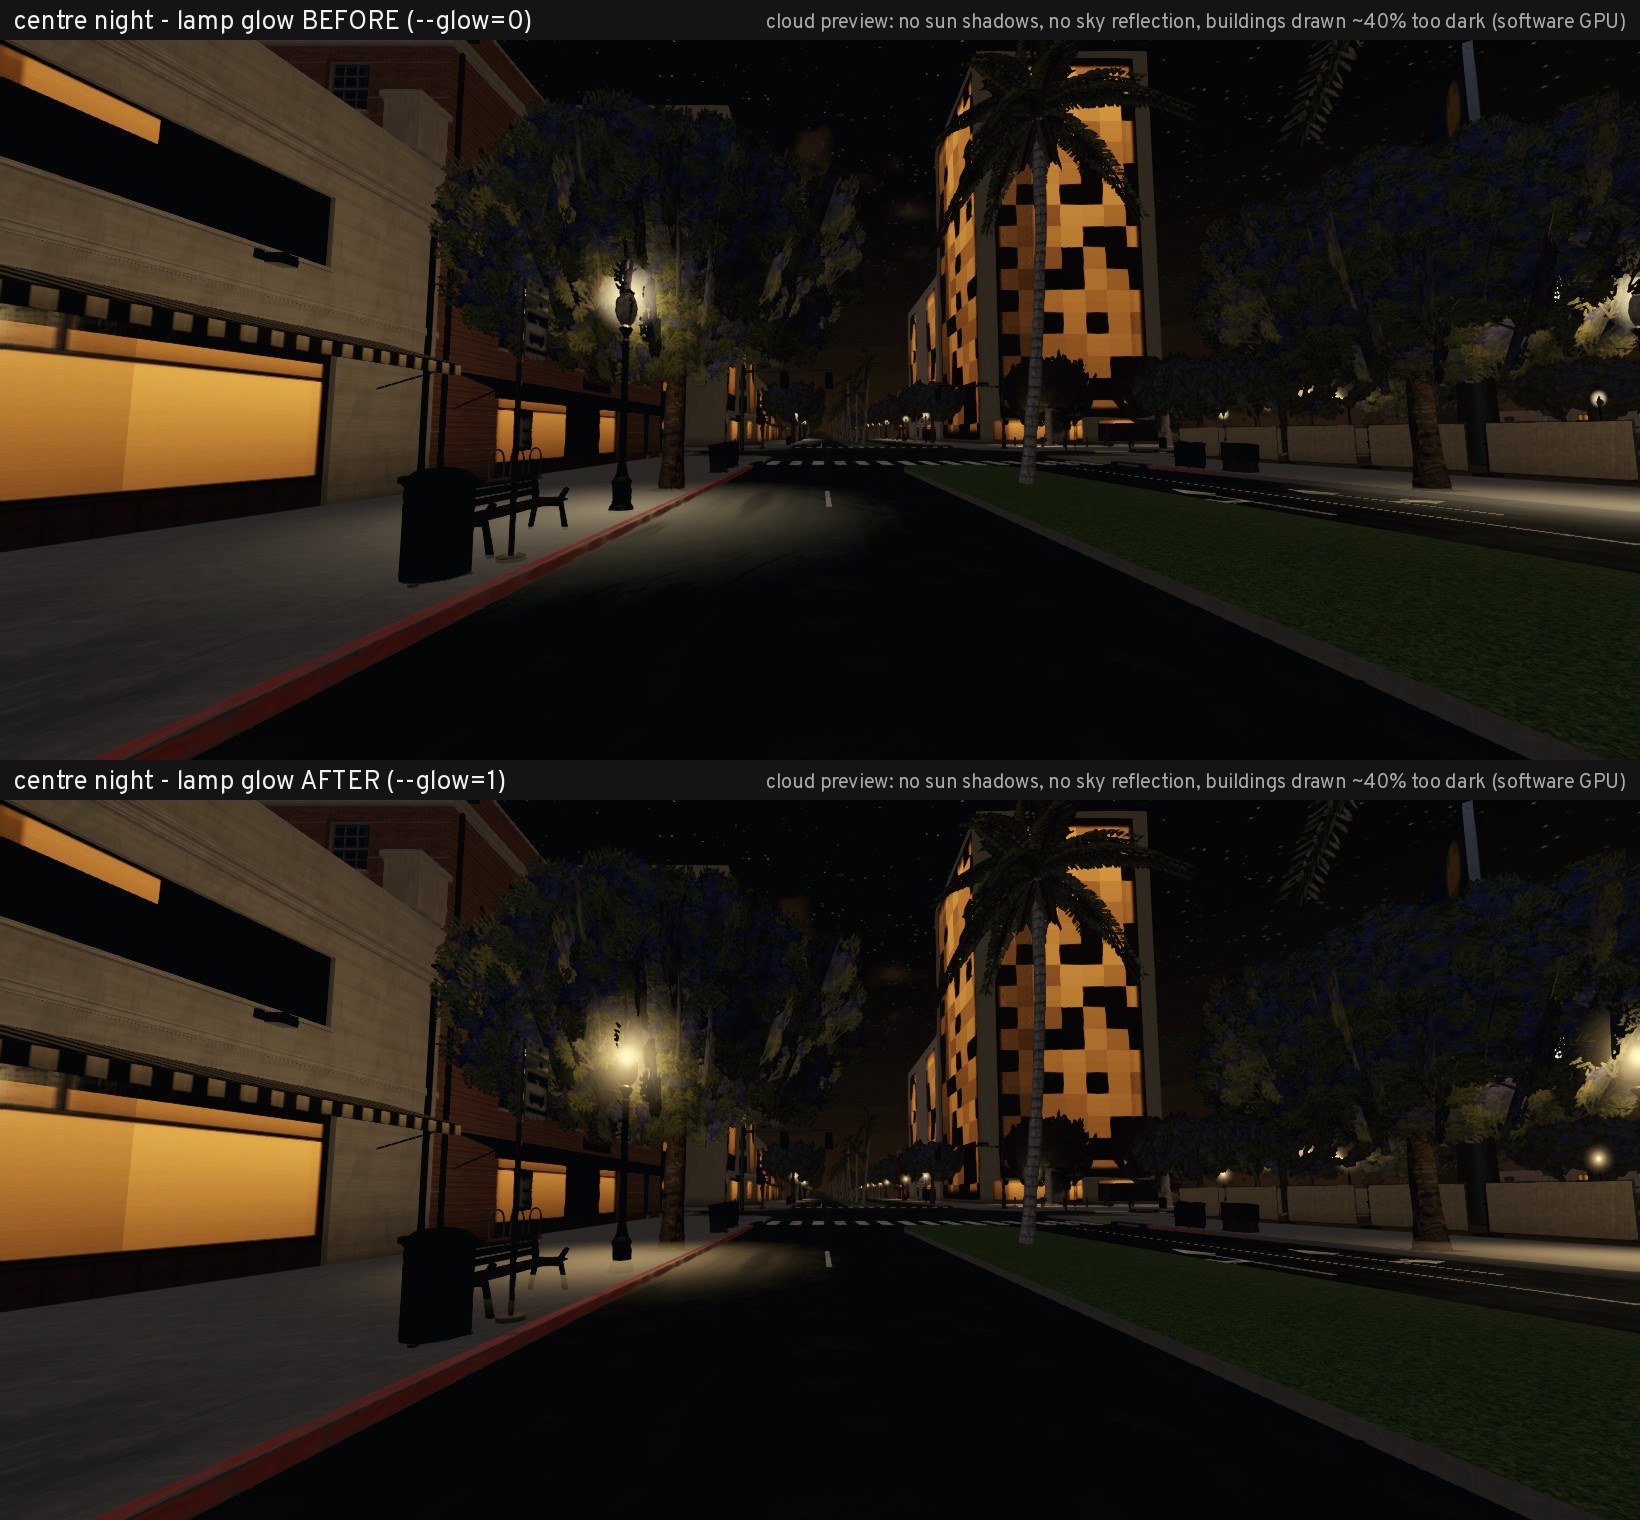 centre night - lamp glow BEFORE (--glow=0)
cloud preview: no sun shadows, no sky reflection, buildings drawn ~40% too dark (software GPU)
centre night - lamp glow AFTER (--glow=1)
cloud preview: no sun shadows, no sky reflection, buildings drawn ~40% too dark (software GPU)